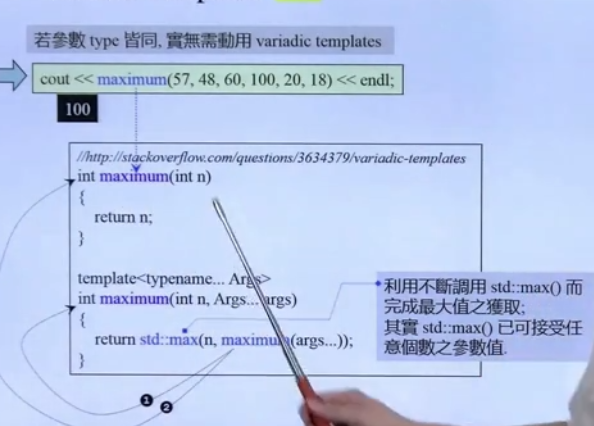 若參數 type 皆同, 實無需動用 variadic templates
cout << maximum(57, 48, 60, 100, 20, 18) << endl;
100
//http://stackoverflow.com/questions/3634379/variadic-templates
int maximum(int n)
{
return n;
}
template<typename... Args>
int maximum(int n, Args... args)
{
return std::max(n, maximum(args...));
}
利用不斷調用 std::max() 而
完成最大值之獲取;
其實 std::max() 已可接受任
意個數之參數值.
❶
❷